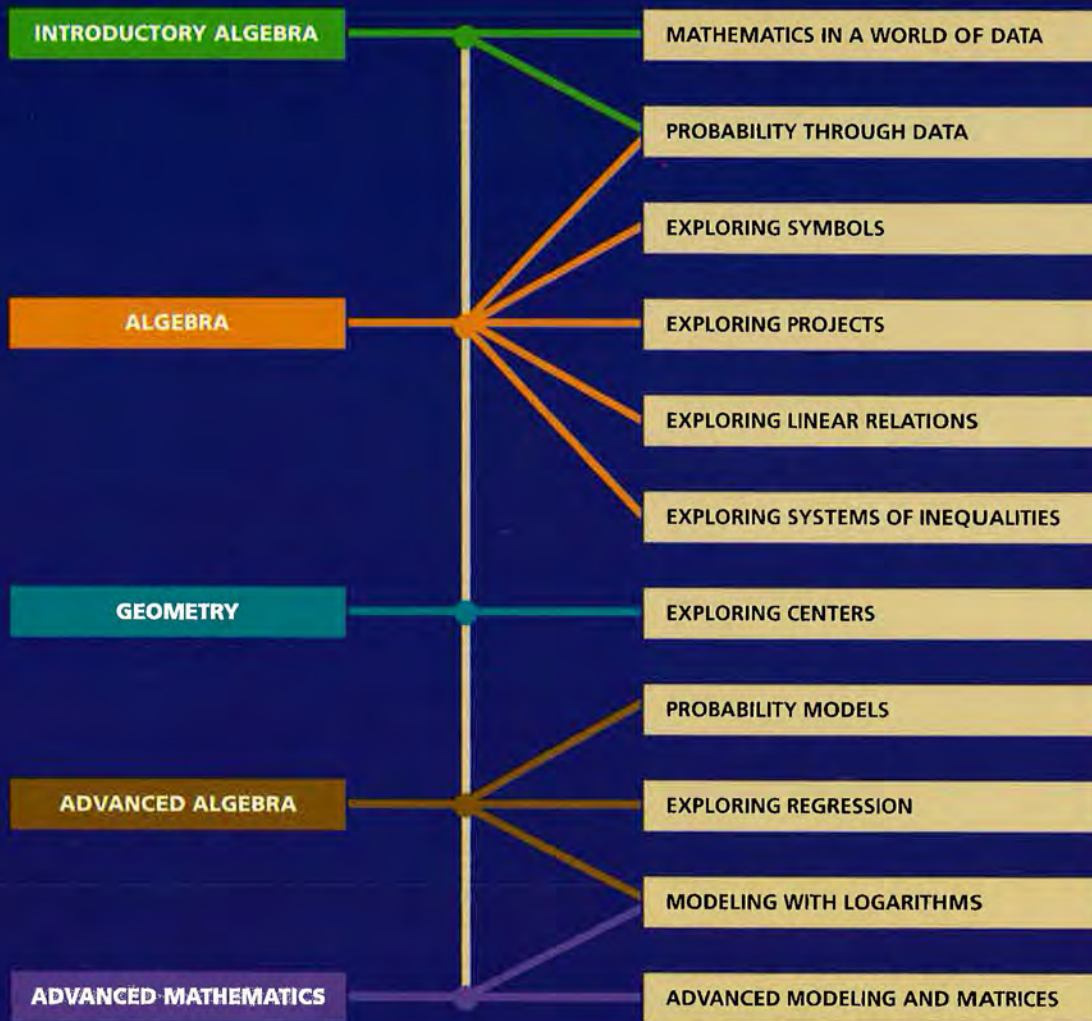 INTRODUCTORY ALGEBRA
MATHEMATICS IN A WORLD OF DATA
PROBABILITY THROUGH DATA
EXPLORING SYMBOLS
ALGEBRA
EXPLORING PROJECTS
EXPLORING LINEAR RELATIONS
EXPLORING SYSTEMS OF INEQUALITIES
GEOMETRY
EXPLORING CENTERS
PROBABILITY MODELS
ADVANCED ALGEBRA
EXPLORING REGRESSION
MODELING WITH LOGARITHMS
ADVANCED MATHEMATICS
ADVANCED MODELING AND MATRICES